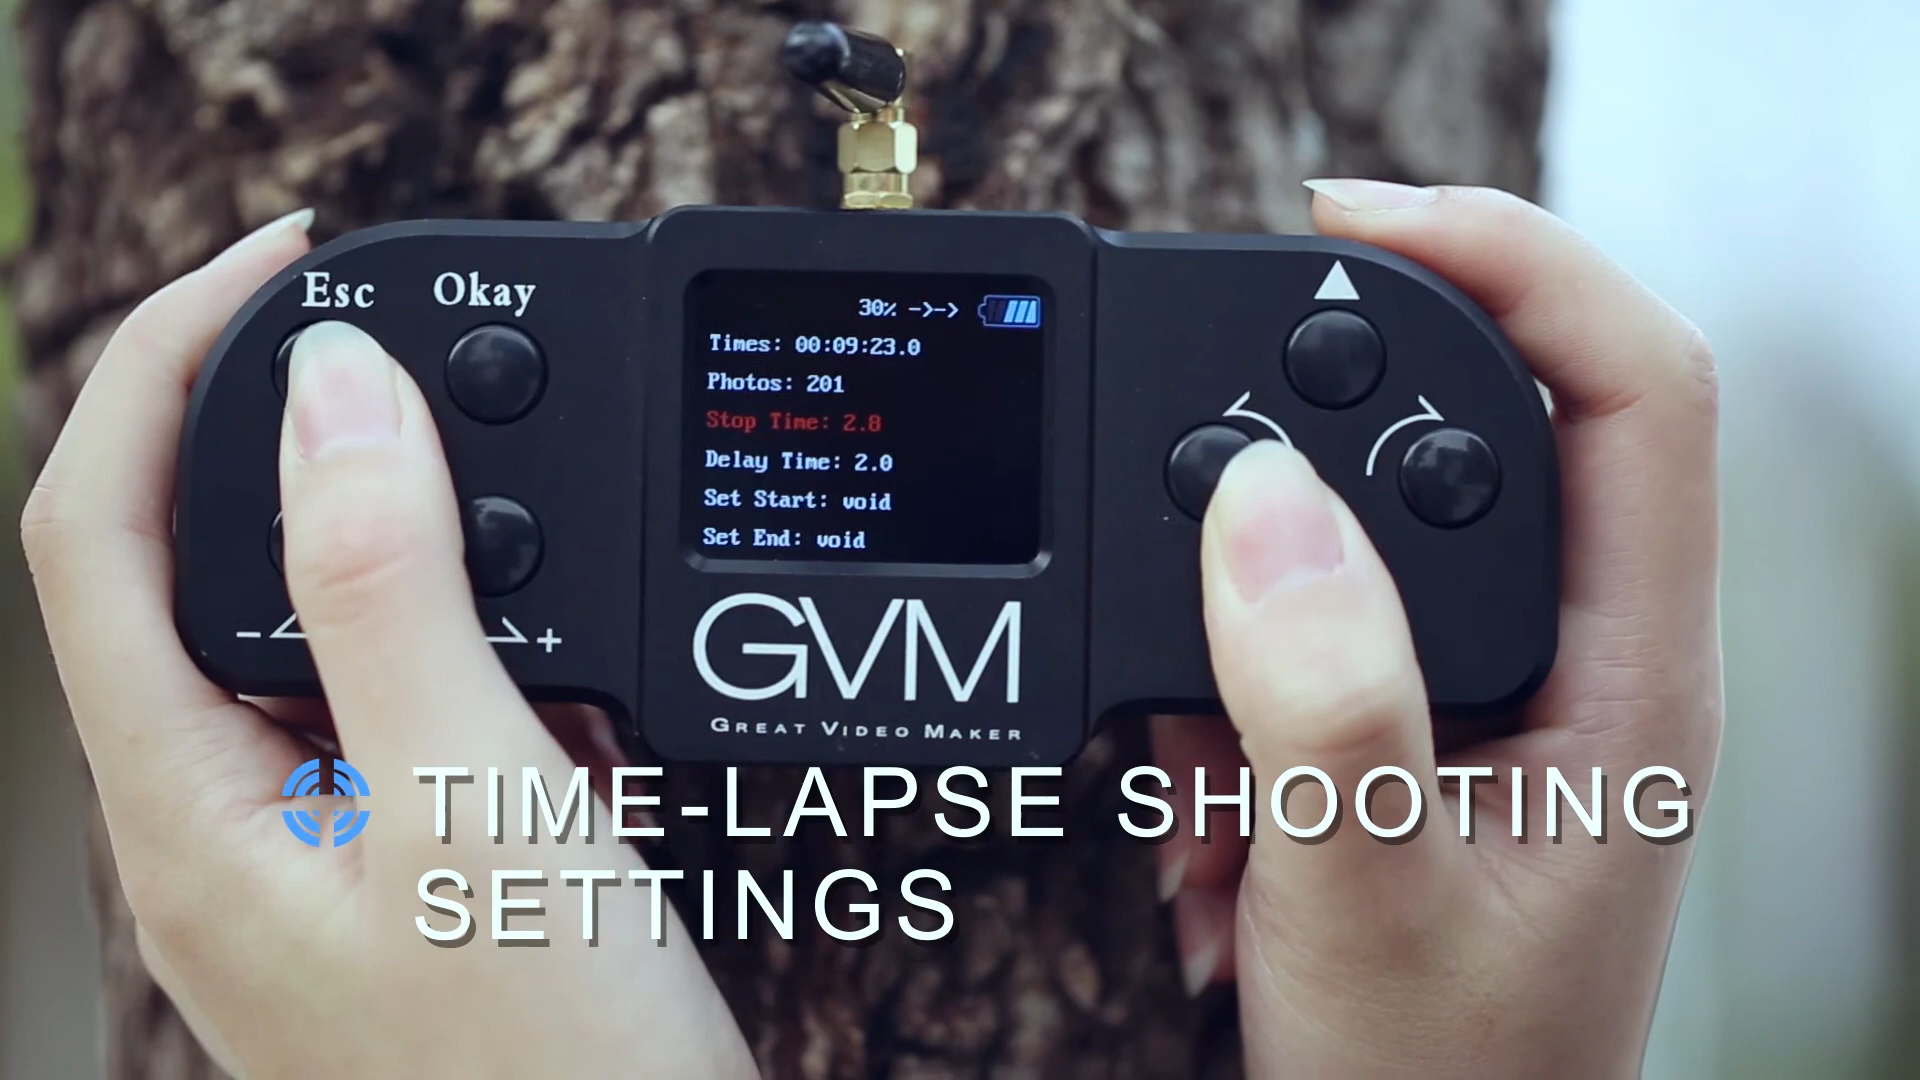 Esc Okay
30% ->->
Times: 00:09:23.0
Photos: 201
Stop Time: 2.8
Delay Time: 2.0
Set Start: void
Set End: void
- +
GVM
GREAT VIDEO MAKER
TIME-LAPSE SHOOTING
SETTINGS